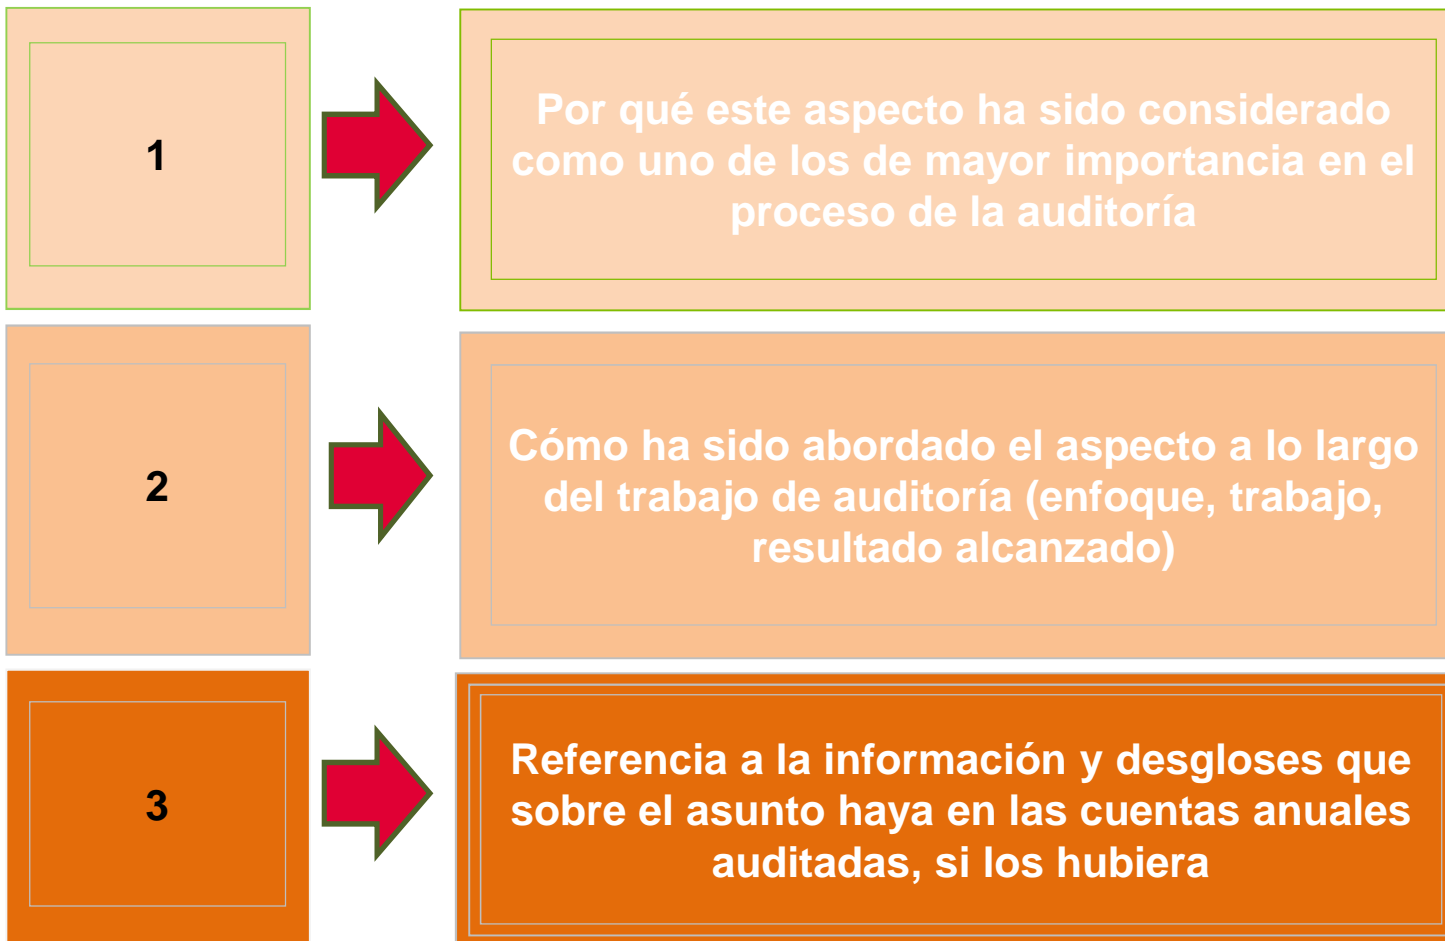 1
Por qué este aspecto ha sido considerado
como uno de los de mayor importancia en el
proceso de la auditoría
2
Cómo ha sido abordado el aspecto a lo largo
del trabajo de auditoría (enfoque, trabajo,
resultado alcanzado)
3
Referencia a la información y desgloses que
sobre el asunto haya en las cuentas anuales
auditadas, si los hubiera